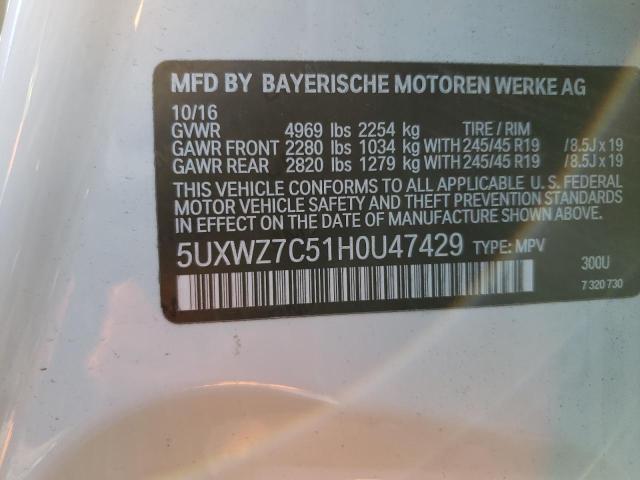 MFD BY BAYERISCHE MOTOREN WERKE AG
10/16
GVWR 4969 lbs 2254 kg TIRE / RIM
GAWR FRONT 2280 lbs 1034 kg WITH 245/45 R19 /8.5J x 19
GAWR REAR 2820 lbs 1279 kg WITH 245/45 R19 /8.5J x 19
THIS VEHICLE CONFORMS TO ALL APPLICABLE U.S. FEDERAL
MOTOR VEHICLE SAFETY AND THEFT PREVENTION STANDARDS
IN EFFECT ON THE DATE OF MANUFACTURE SHOWN ABOVE.
5UXWZ7C51H0U47429 TYPE: MPV
300U
7 320 730